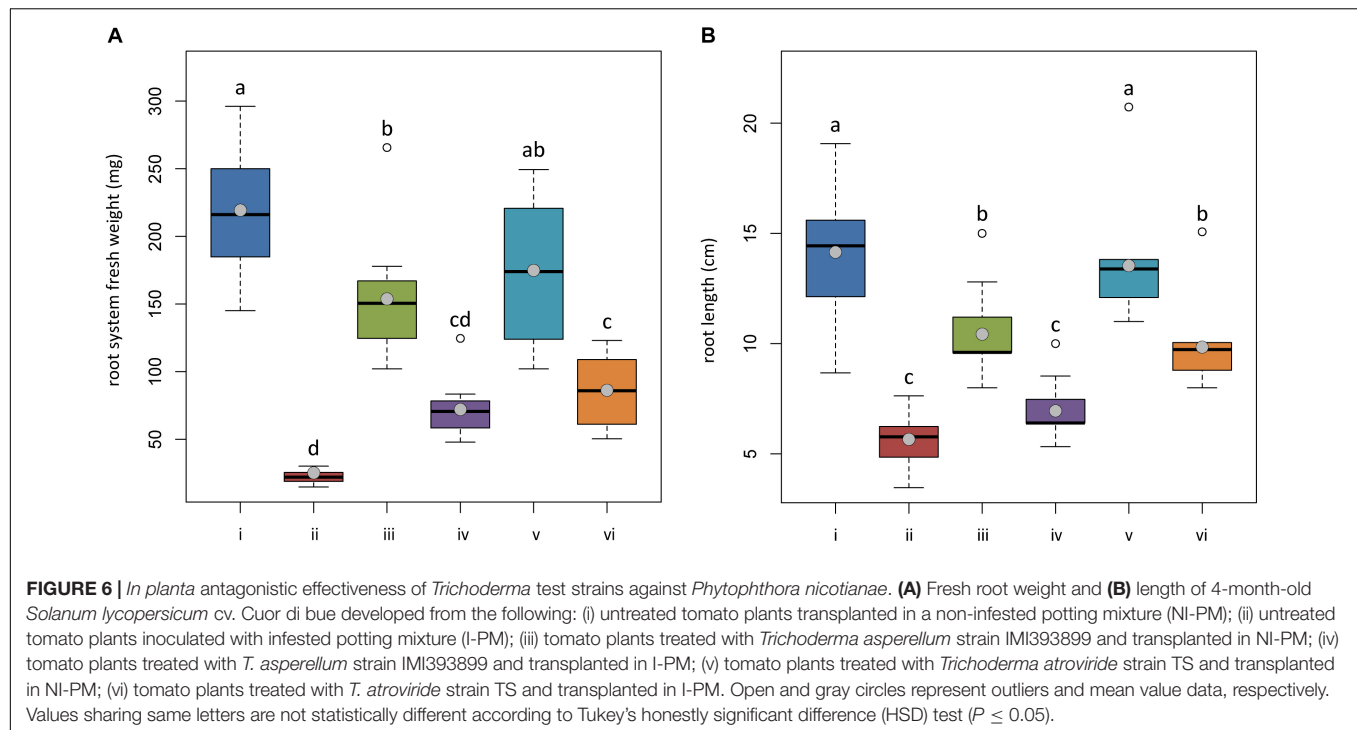 A
B
root system fresh weight (mg)
300
250
200
150
100
50
a
d
b
cd
ab
c
i
ii
iii
iv
v
vi
root length (cm)
20
15
10
5
a
c
b
c
a
b
i
ii
iii
iv
v
vi
FIGURE 6 | In planta antagonistic effectiveness of Trichoderma test strains against Phytophthora nicotianae. (A) Fresh root weight and (B) length of 4-month-old
Solanum lycopersicum cv. Cuor di bue developed from the following: (i) untreated tomato plants transplanted in a non-infested potting mixture (NI-PM); (ii) untreated
tomato plants inoculated with infested potting mixture (I-PM); (iii) tomato plants treated with Trichoderma asperellum strain IMI393899 and transplanted in NI-PM; (iv)
tomato plants treated with T. asperellum strain IMI393899 and transplanted in I-PM; (v) tomato plants treated with Trichoderma atroviride strain TS and transplanted
in NI-PM; (vi) tomato plants treated with T. atroviride strain TS and transplanted in I-PM. Open and gray circles represent outliers and mean value data, respectively.
Values sharing same letters are not statistically different according to Tukey's honestly significant difference (HSD) test (P ≤ 0.05).